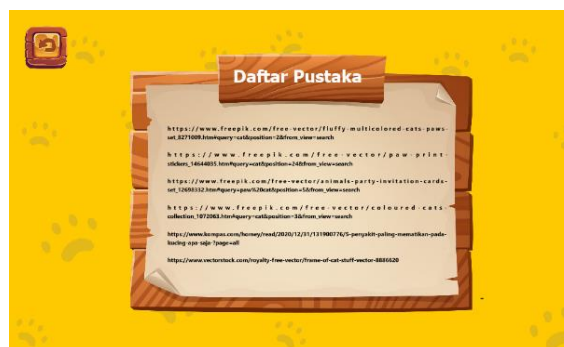 Daftar Pustaka
https://www.freepik.com/free-vector/fluffy-multicolored-cats-paws-
set_8271009.htm#query=cat&position=28&from_view=search
https://www.freepik.com/free-vector/paw-print-
stickers_14644055.htm#query=cat&position=24&from_view=search
https://www.freepik.com/free-vector/animals-party-invitation-cards-
set_12693332.htm#query=paw%20cat&position=5&from_view=search
https://www.freepik.com/free-vector/coloured-cats-
collection_1072063.htm#query=cat&position=3&from_view=search
https://www.kompas.com/homey/read/2020/12/31/131900776/5-penyakit-paling-mematikan-pada-
kucing-apa-saja-?page=all
https://www.vectorstock.com/royalty-free-vector/frame-of-cat-stuff-vector-8886620